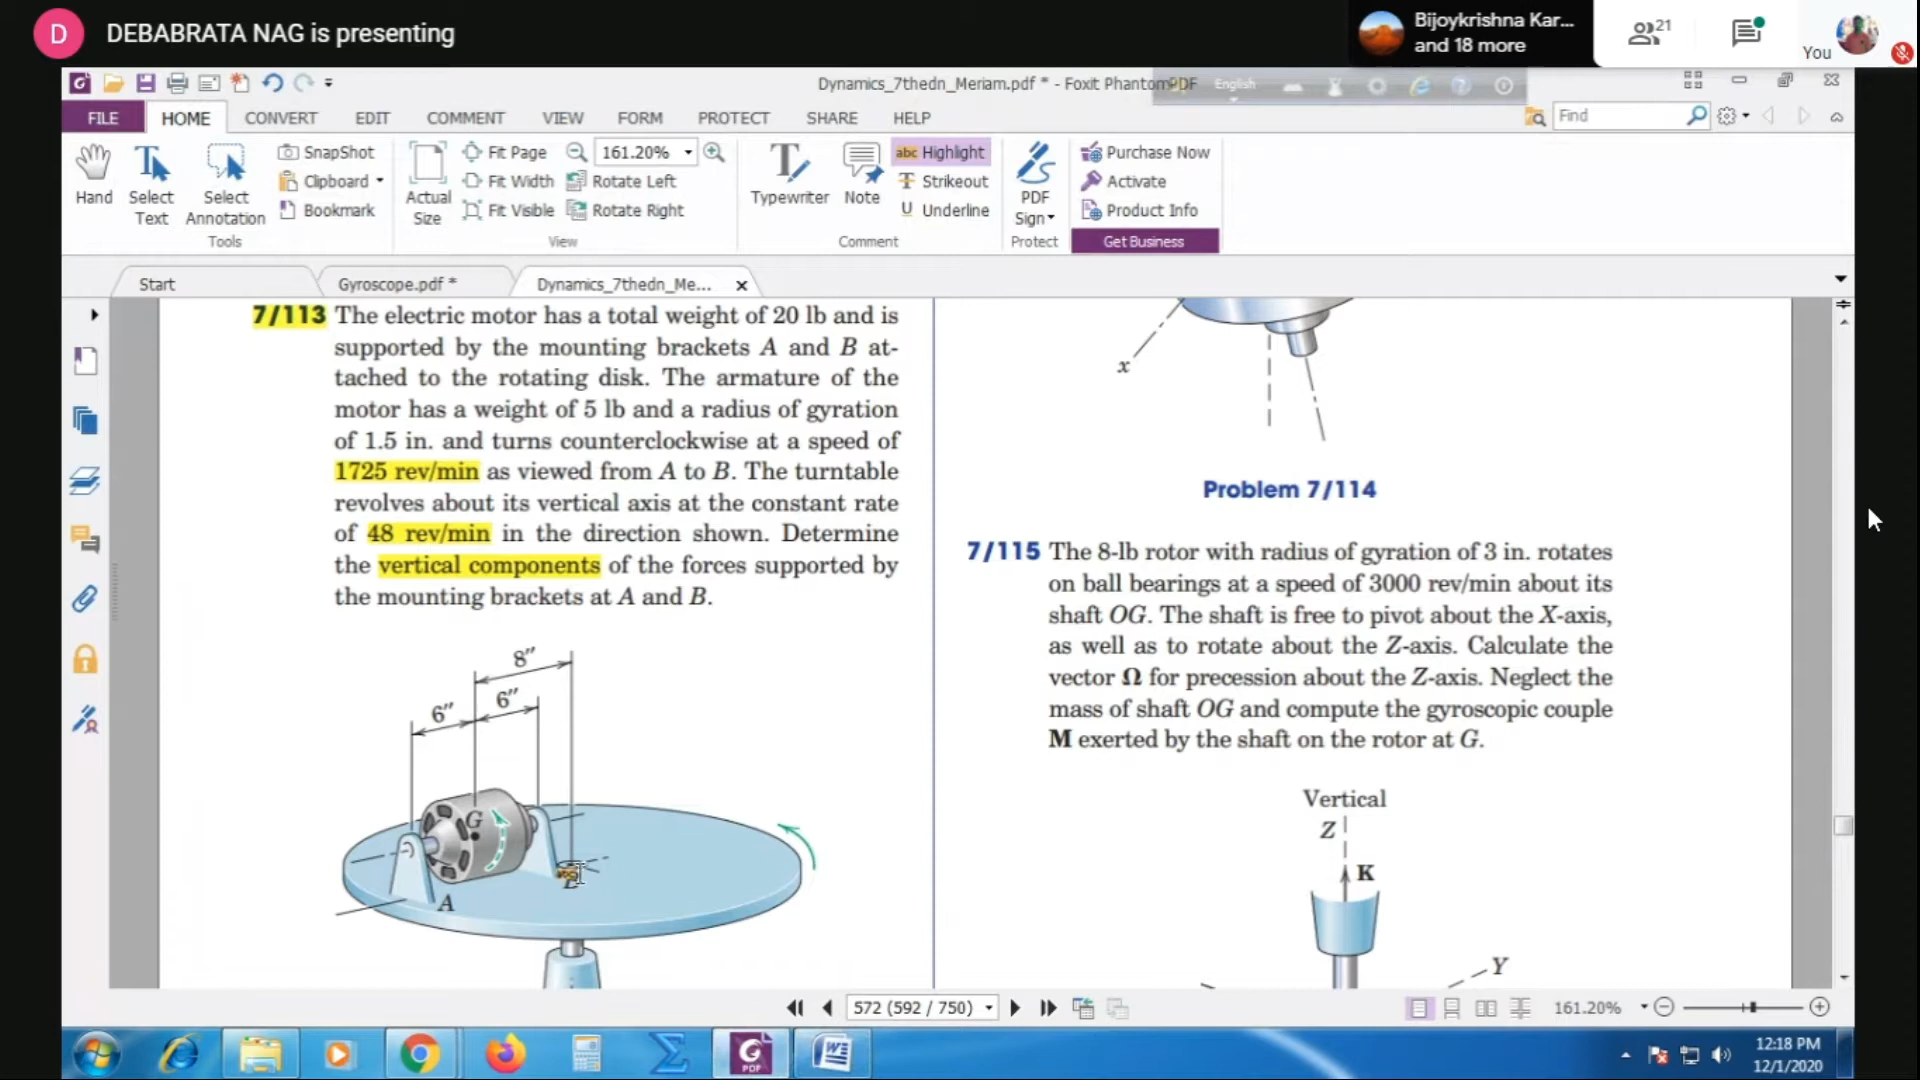 D
DEBABRATA NAG is presenting
Bijoykrishna Kar...
and 18 more
21
You
Dynamics_7thedn_Meriam.pdf * - Foxit PhantomPDF
English
FILE
HOME
CONVERT
EDIT
COMMENT
VIEW
FORM
PROTECT
SHARE
HELP
Find
Hand
Select
Text
Select
Annotation
SnapShot
Clipboard
Bookmark
Tools
Actual
Size
Fit Page
Fit Width
Fit Visible
161.20%
Rotate Left
Rotate Right
View
Typewriter
Note
abc Highlight
Strikeout
U Underline
Comment
PDF
Sign
Protect
Purchase Now
Activate
Product Info
Get Business
Start
Gyroscope.pdf *
Dynamics_7thedn_Me...
7/113 The electric motor has a total weight of 20 lb and is
supported by the mounting brackets A and B at-
tached to the rotating disk. The armature of the
motor has a weight of 5 lb and a radius of gyration
of 1.5 in. and turns counterclockwise at a speed of
1725 rev/min as viewed from A to B. The turntable
revolves about its vertical axis at the constant rate
of 48 rev/min in the direction shown. Determine
the vertical components of the forces supported by
the mounting brackets at A and B.
8″
6″
6″
G
A
x
Problem 7/114
7/115 The 8-lb rotor with radius of gyration of 3 in. rotates
on ball bearings at a speed of 3000 rev/min about its
shaft OG. The shaft is free to pivot about the X-axis,
as well as to rotate about the Z-axis. Calculate the
vector Ω for precession about the Z-axis. Neglect the
mass of shaft OG and compute the gyroscopic couple
M exerted by the shaft on the rotor at G.
Vertical
Z
K
Y
572 (592 / 750)
161.20%
PDF
12:18 PM
12/1/2020